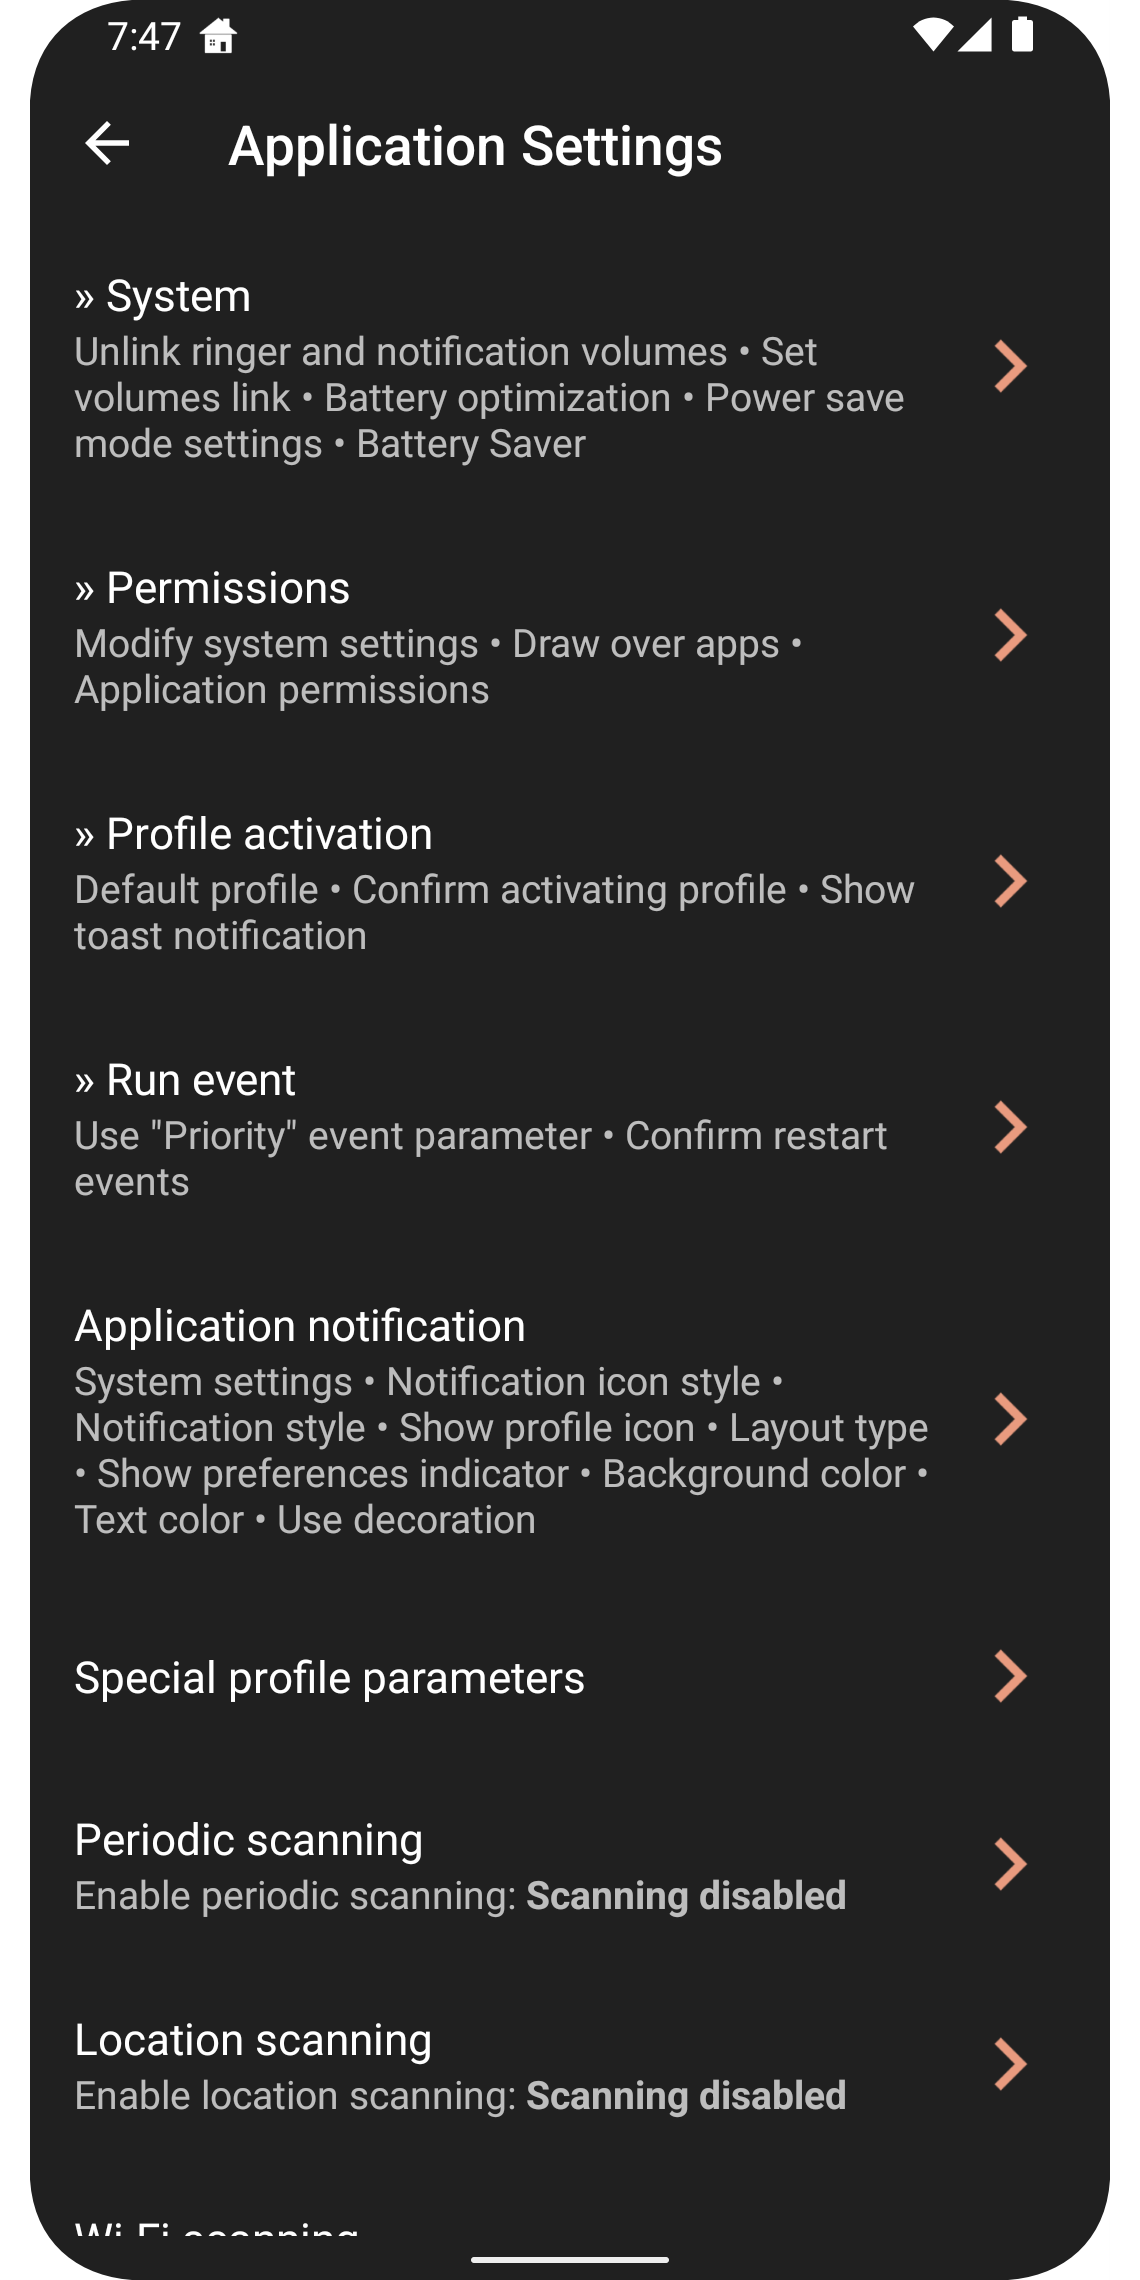 7:47
Application Settings
» System
Unlink ringer and notification volumes • Set
volumes link • Battery optimization • Power save
mode settings • Battery Saver
» Permissions
Modify system settings • Draw over apps •
Application permissions
» Profile activation
Default profile • Confirm activating profile • Show
toast notification
» Run event
Use "Priority" event parameter • Confirm restart
events
Application notification
System settings • Notification icon style •
Notification style • Show profile icon • Layout type
• Show preferences indicator • Background color •
Text color • Use decoration
Special profile parameters
Periodic scanning
Enable periodic scanning: Scanning disabled
Location scanning
Enable location scanning: Scanning disabled
Wi-Fi scanning